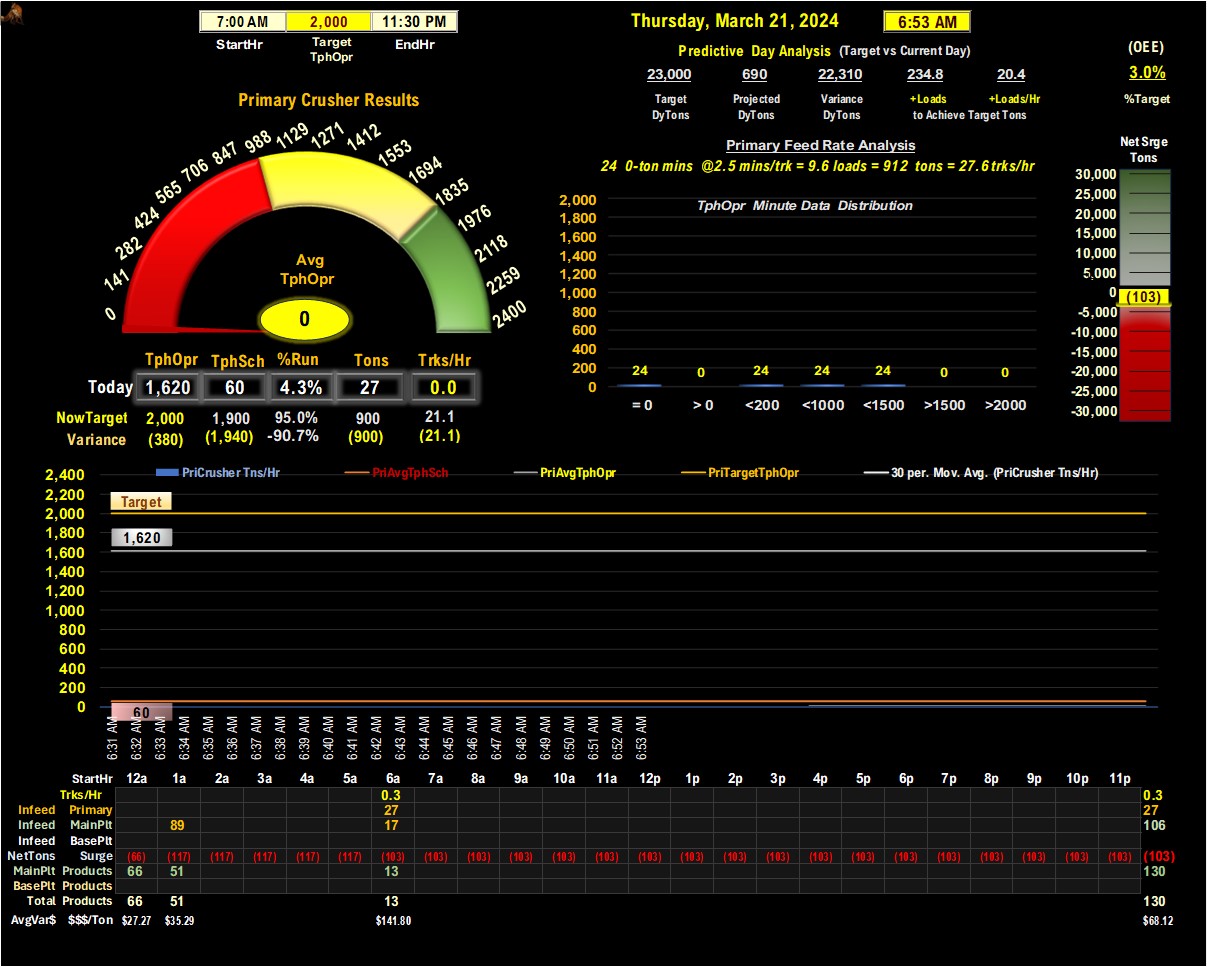 7:00 AM 2,000 11:30 PM
StartHr Target TphOpr EndHr
Thursday, March 21, 2024 6:53 AM
Predictive Day Analysis (Target vs Current Day)
23,000 690 22,310 234.8 20.4
Target DyTons Projected DyTons Variance DyTons +Loads +Loads/Hr
to Achieve Target Tons
(OEE)
3.0%
%Target
Primary Crusher Results
0 141 282 424 565 706 847 988 1129 1271 1412 1553 1694 1835 1976 2118 2259 2400
Avg
TphOpr
0
TphOpr TphSch %Run Tons Trks/Hr
Today 1,620 60 4.3% 27 0.0
NowTarget 2,000 1,900 95.0% 900 21.1
Variance (380) (1,940) -90.7% (900) (21.1)
Primary Feed Rate Analysis
24 0-ton mins @2.5 mins/trk = 9.6 loads = 912 tons = 27.6trks/hr
TphOpr Minute Data Distribution
2,000
1,800
1,600
1,400
1,200
1,000
800
600
400
200
0
24 0 24 24 24 0 0
= 0 > 0 <200 <1000 <1500 >1500 >2000
Net Srge
Tons
30,000
25,000
20,000
15,000
10,000
5,000
0
(103)
-5,000
-10,000
-15,000
-20,000
-25,000
-30,000
PriCrusher Tns/Hr PriAvgTphSch PriAvgTphOpr PriTargetTphOpr 30 per. Mov. Avg. (PriCrusher Tns/Hr)
2,400
2,200
2,000
1,800
1,600
1,400
1,200
1,000
800
600
400
200
0
Target
1,620
60
6:31 AM 6:32 AM 6:33 AM 6:34 AM 6:35 AM 6:36 AM 6:37 AM 6:38 AM 6:39 AM 6:40 AM 6:41 AM 6:42 AM 6:43 AM 6:44 AM 6:45 AM 6:46 AM 6:47 AM 6:48 AM 6:49 AM 6:50 AM 6:51 AM 6:52 AM 6:53 AM
StartHr 12a 1a 2a 3a 4a 5a 6a 7a 8a 9a 10a 11a 12p 1p 2p 3p 4p 5p 6p 7p 8p 9p 10p 11p
Trks/Hr 0.3 0.3
Infeed Primary 27 27
Infeed MainPlt 89 17 106
Infeed BasePlt
NetTons Surge (66) (117) (117) (117) (117) (117) (103) (103) (103) (103) (103) (103) (103) (103) (103) (103) (103) (103) (103) (103) (103) (103) (103) (103) (103)
MainPlt Products 66 51 13 130
BasePlt Products
Total Products 66 51 13 130
AvgVar$ $$$/Ton $27.27 $35.29 $141.80 $68.12